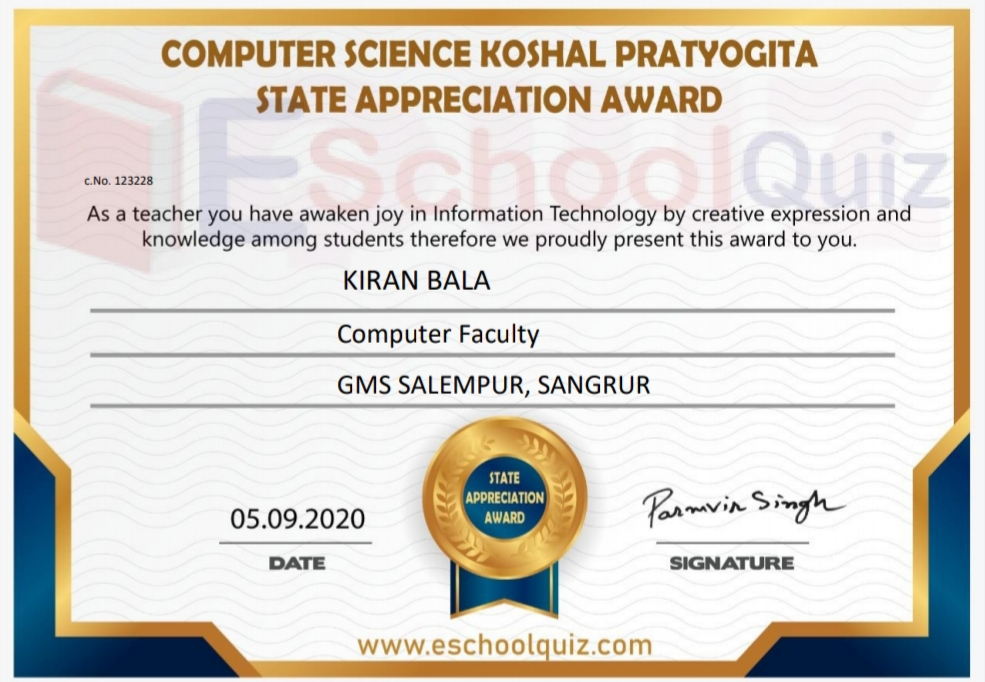 COMPUTER SCIENCE KOSHAL PRATYOGITA
STATE APPRECIATION AWARD
ESchoolQuiz
c.No. 123228
As a teacher you have awaken joy in Information Technology by creative expression and
knowledge among students therefore we proudly present this award to you.
KIRAN BALA
Computer Faculty
GMS SALEMPUR, SANGRUR
STATE
APPRECIATION
AWARD
05.09.2020
DATE
Parmvir Singh
SIGNATURE
www.eschoolquiz.com